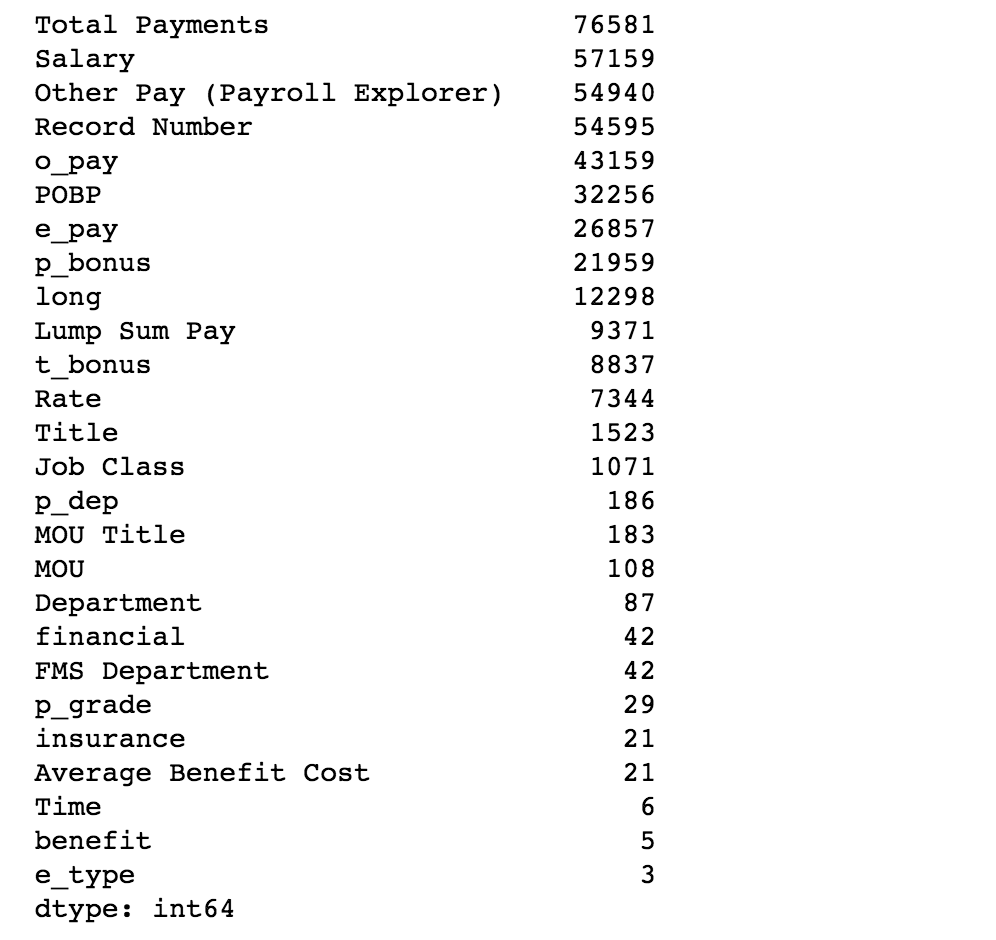 Total Payments 76581
Salary 57159
Other Pay (Payroll Explorer) 54940
Record Number 54595
o_pay 43159
POBP 32256
e_pay 26857
p_bonus 21959
long 12298
Lump Sum Pay 9371
t_bonus 8837
Rate 7344
Title 1523
Job Class 1071
p_dep 186
MOU Title 183
MOU 108
Department 87
financial 42
FMS Department 42
p_grade 29
insurance 21
Average Benefit Cost 21
Time 6
benefit 5
e_type 3
dtype: int64